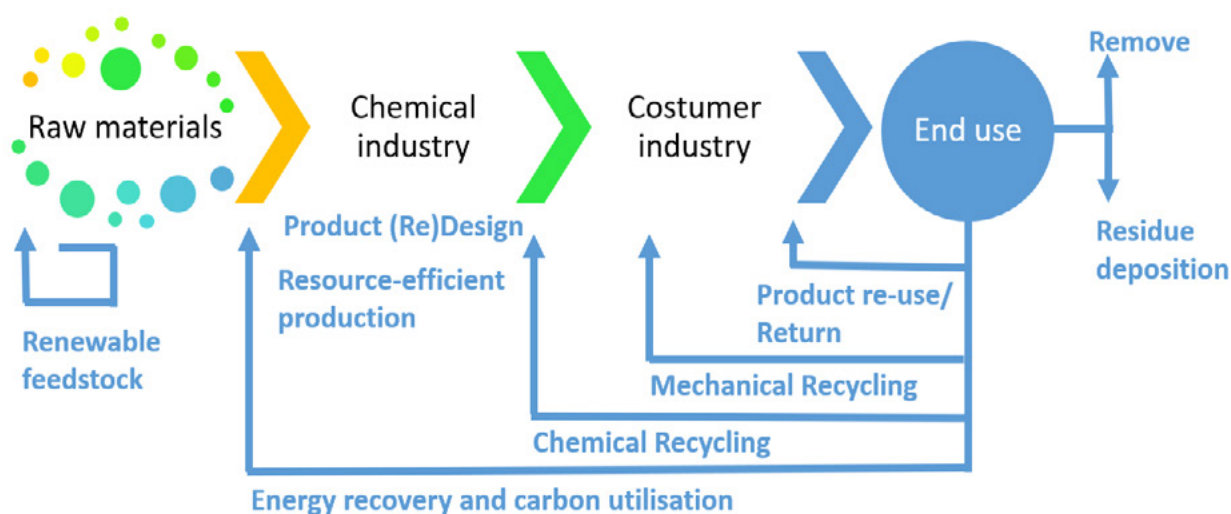 Remove
Raw materials
Chemical
industry
Costumer
industry
End use
Product (Re)Design
Resource-efficient
production
Residue
deposition
Renewable
feedstock
Product re-use/
Return
Mechanical Recycling
Chemical Recycling
Energy recovery and carbon utilisation